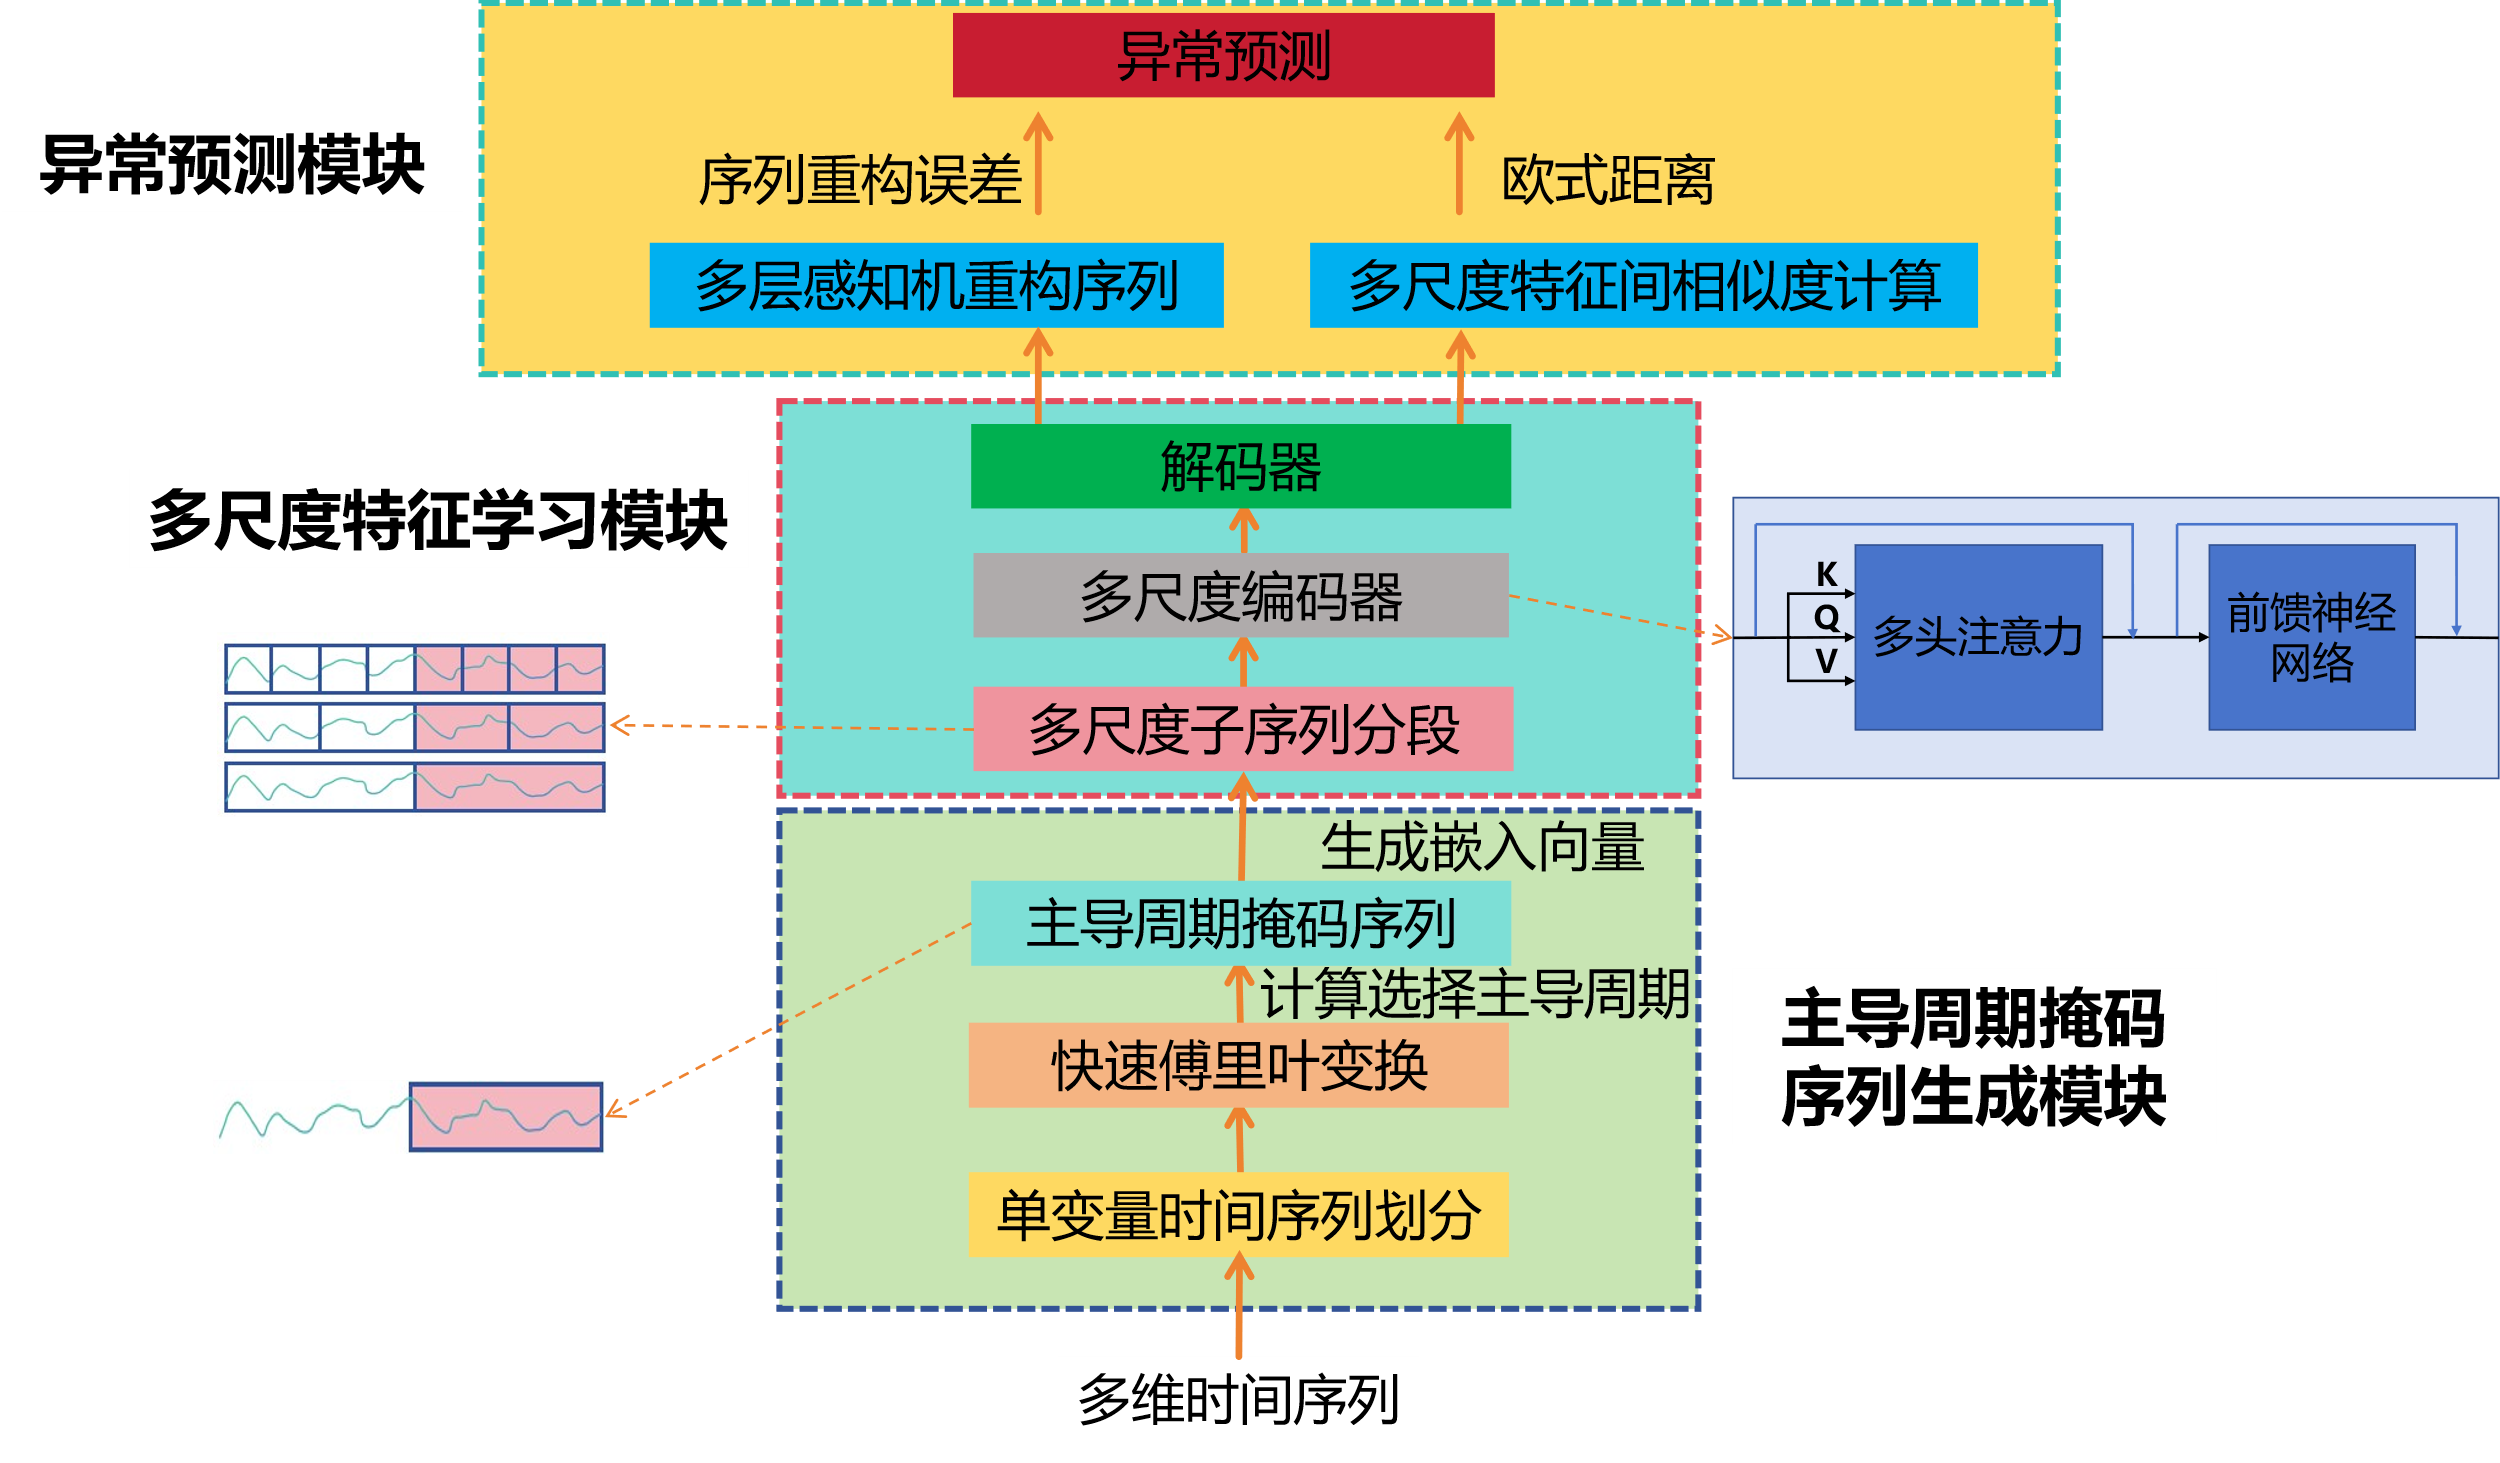 异常预测
异常预测模块
序列重构误差
欧式距离
多层感知机重构序列
多尺度特征间相似度计算
解码器
多尺度特征学习模块
多尺度编码器
K
Q
V
多头注意力
前馈神经
网络
多尺度子序列分段
生成嵌入向量
主导周期掩码序列
计算选择主导周期
主导周期掩码
序列生成模块
快速傅里叶变换
单变量时间序列划分
多维时间序列